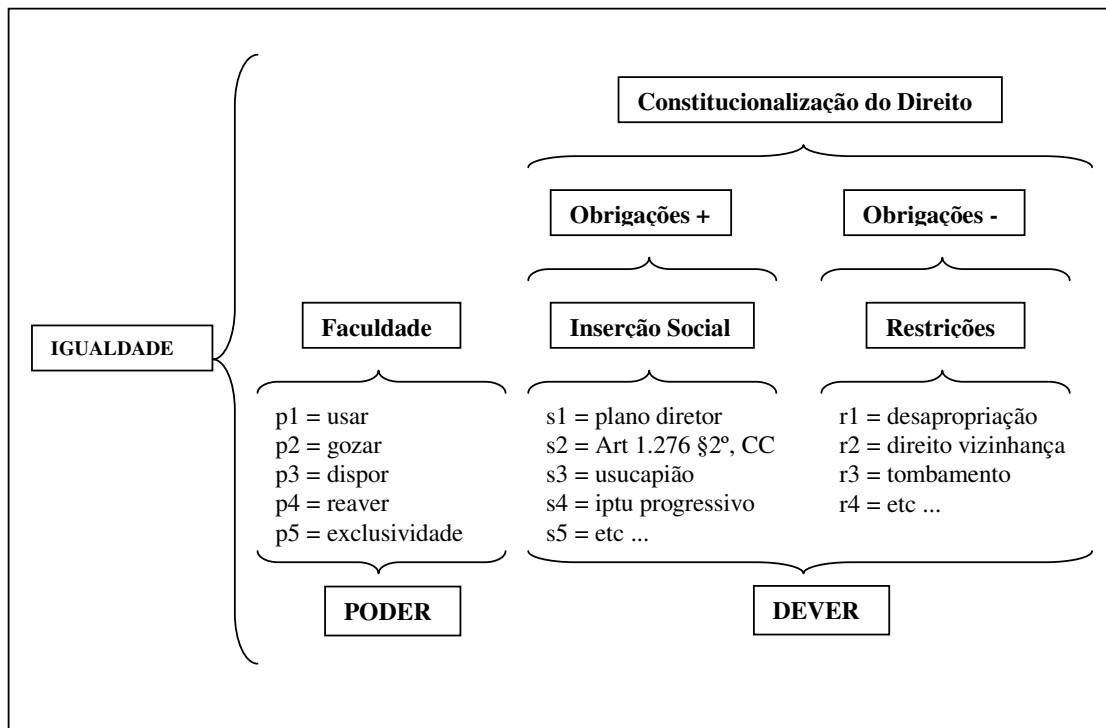 Constitucionalização do Direito
Obrigações +
Obrigações -
IGUALDADE
Faculdade
Inserção Social
Restrições
p1 = usar
p2 = gozar
p3 = dispor
p4 = reaver
p5 = exclusividade
s1 = plano diretor
s2 = Art 1.276 §2º, CC
s3 = usucapião
s4 = iptu progressivo
s5 = etc ...
r1 = desapropriação
r2 = direito vizinhança
r3 = tombamento
r4 = etc ...
PODER
DEVER